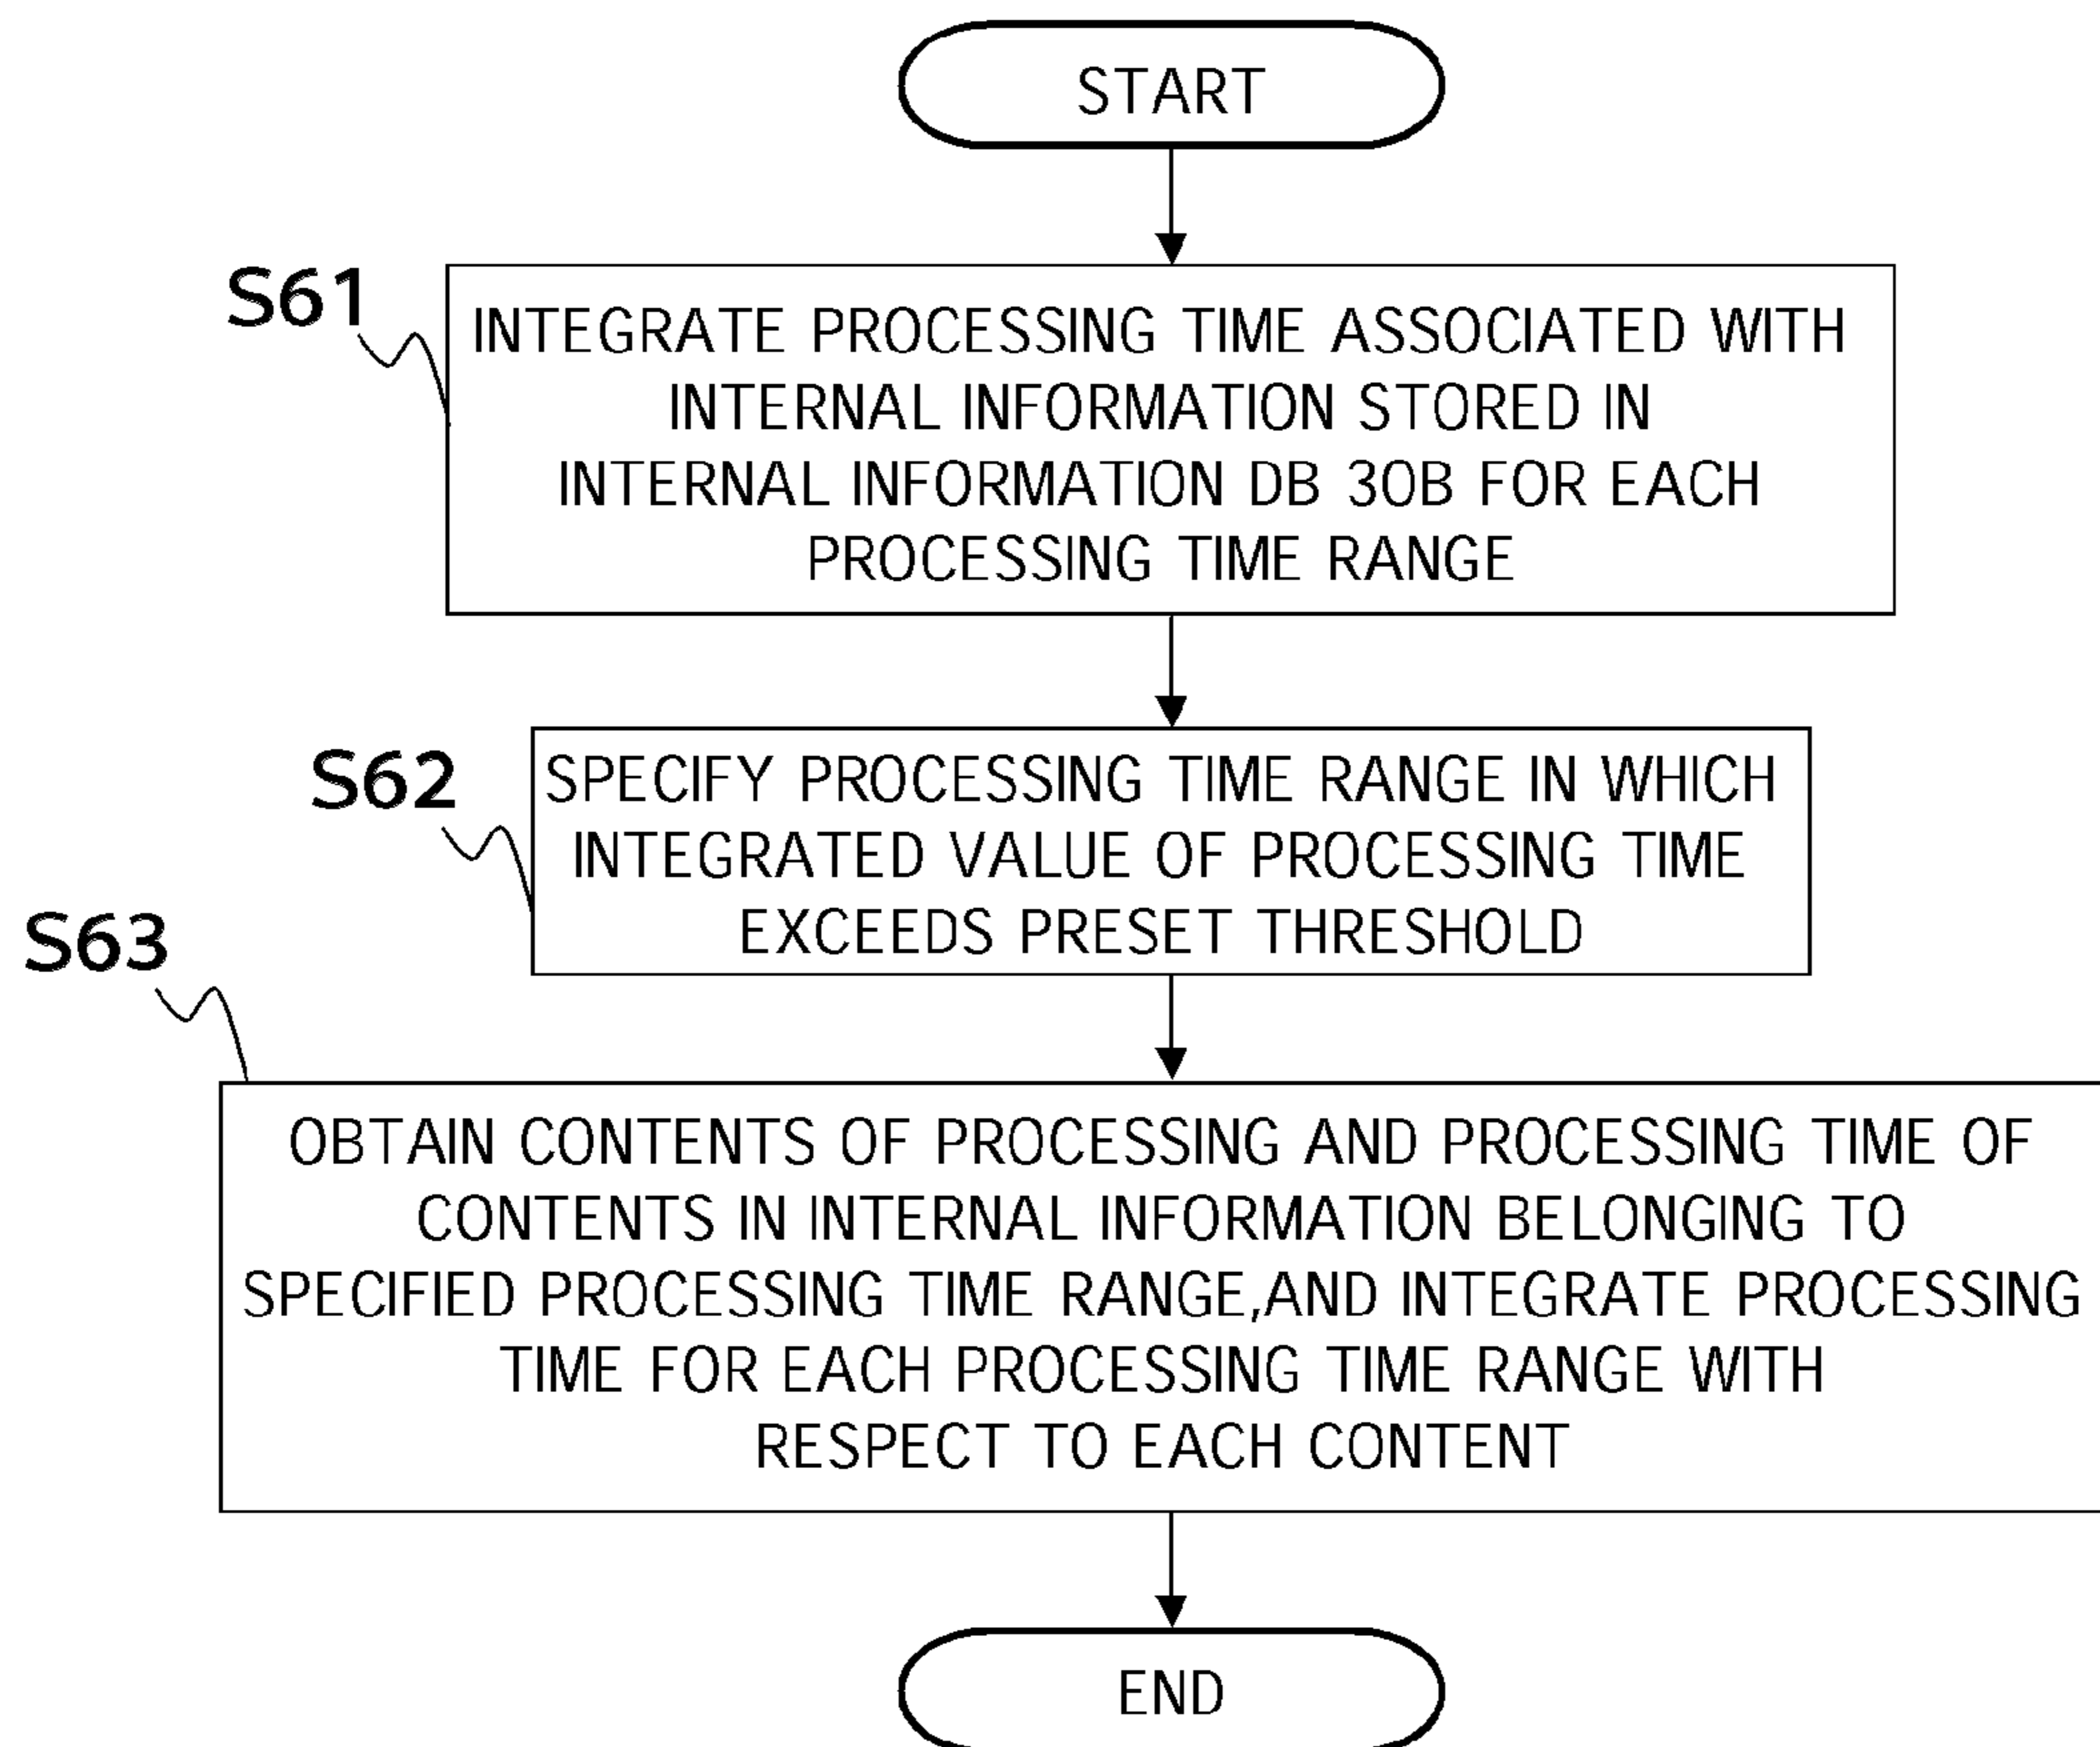 START
S61
INTEGRATE PROCESSING TIME ASSOCIATED WITH
INTERNAL INFORMATION STORED IN
INTERNAL INFORMATION DB 30B FOR EACH
PROCESSING TIME RANGE
S62
SPECIFY PROCESSING TIME RANGE IN WHICH
INTEGRATED VALUE OF PROCESSING TIME
EXCEEDS PRESET THRESHOLD
S63
OBTAIN CONTENTS OF PROCESSING AND PROCESSING TIME OF
CONTENTS IN INTERNAL INFORMATION BELONGING TO
SPECIFIED PROCESSING TIME RANGE,AND INTEGRATE PROCESSING
TIME FOR EACH PROCESSING TIME RANGE WITH
RESPECT TO EACH CONTENT
END